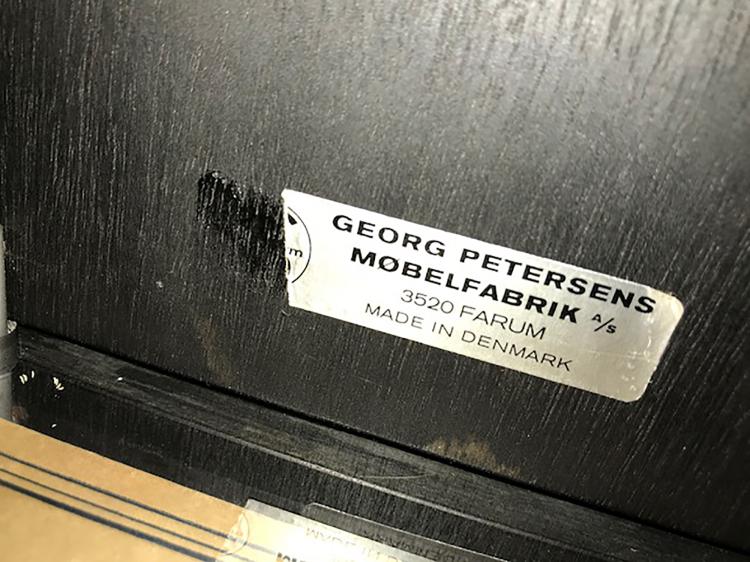 m
GEORG PETERSENS
MØBELFABRIK A/S
3520 FARUM
MADE IN DENMARK